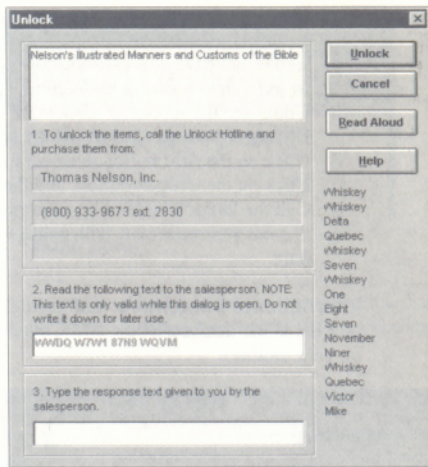 Unlock
Nelson's Illustrated Manners and Customs of the Bible
1. To unlock the items, call the Unlock Hotline and
purchase them from:
Thomas Nelson, Inc.
(800) 933-9673 ext. 2830
2. Read the following text to the salesperson. NOTE:
This text is only valid while this dialog is open. Do not
write it down for later use.
WWDQ W7W1 87N9 WQVM
3. Type the response text given to you by the
salesperson.
Unlock
Cancel
Read Aloud
Help
Whiskey
Whiskey
Delta
Quebec
Whiskey
Seven
Whiskey
One
Eight
Seven
November
Niner
Whiskey
Quebec
Victor
Mike